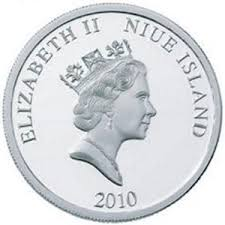 ELIZABETH II NIUE ISLAND
2010